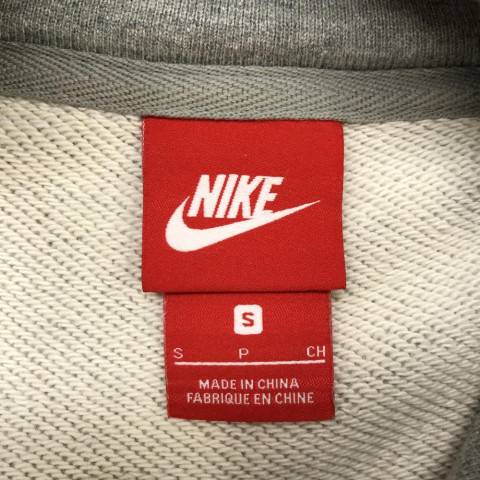 NIKE
S
S P CH
MADE IN CHINA
FABRIQUE EN CHINE